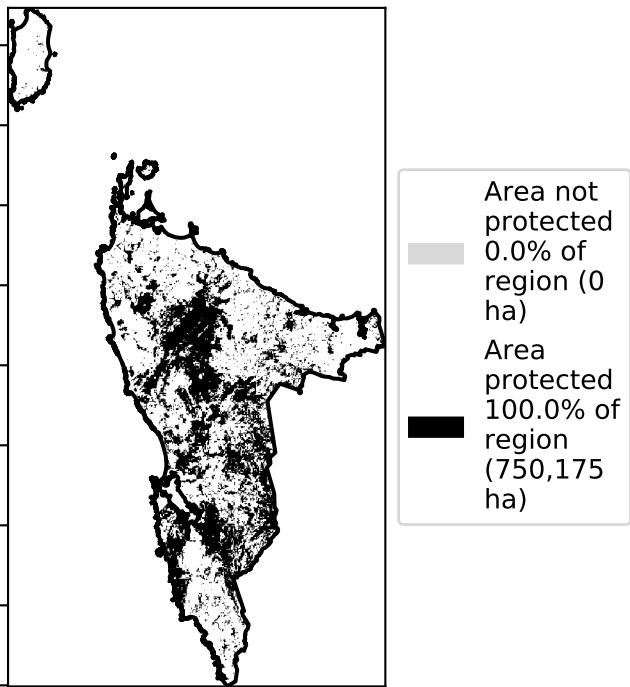 Area not
protected
0.0% of
region (0
ha)
Area
protected
100.0% of
region
(750,175
ha)